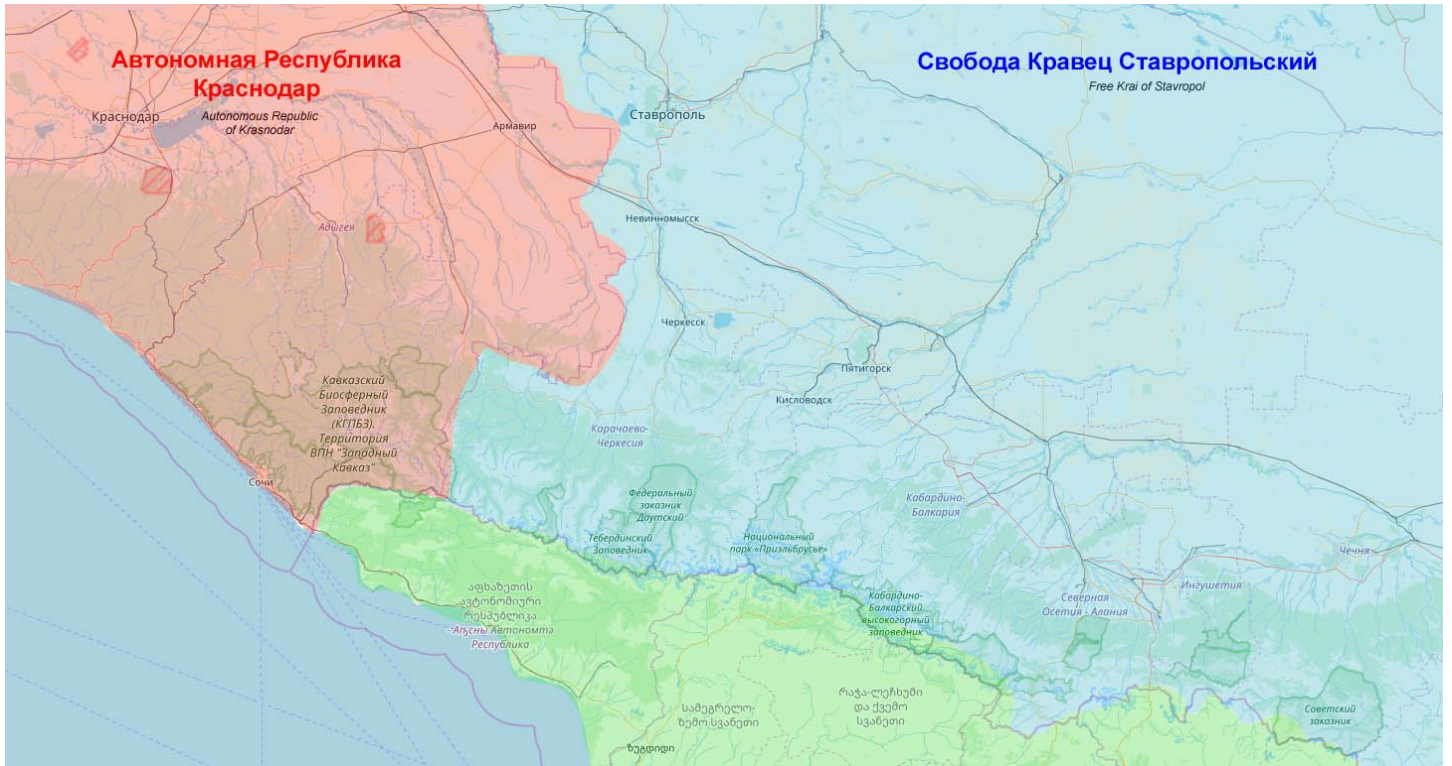 Автономная Республика
Краснодар
Autonomous Republic
of Krasnodar
Свобода Кравец Ставропольский
Free Krai of Stavropol
Краснодар
Армавир
Ставрополь
Адыгея
Невинномысск
Черкесск
Пятигорск
Кисловодск
Кавказский
Биосферный
Заповедник
(КГПБЗ).
Территория
ВПН "Западный
Кавказ"
Сочи
Карачаево-
Черкесия
Федеральный
заказник
Даутский
Тебердинский
Заповедник
Национальный
парк «Приэльбрусье»
Кабардино-
Балкария
Кабардино-
Балкарский
высокогорный
заповедник
Северная
Осетия - Алания
Ингушетия
Чечня
Советский
заказник
აფხაზეთის
ავტონომიური
რესპუბლიკა
- Аҧсны Автономтә
Республика
სამეგრელო-
ზემო სვანეთი
რაჭა-ლეჩხუმი
და ქვემო
სვანეთი
ზუგდიდი